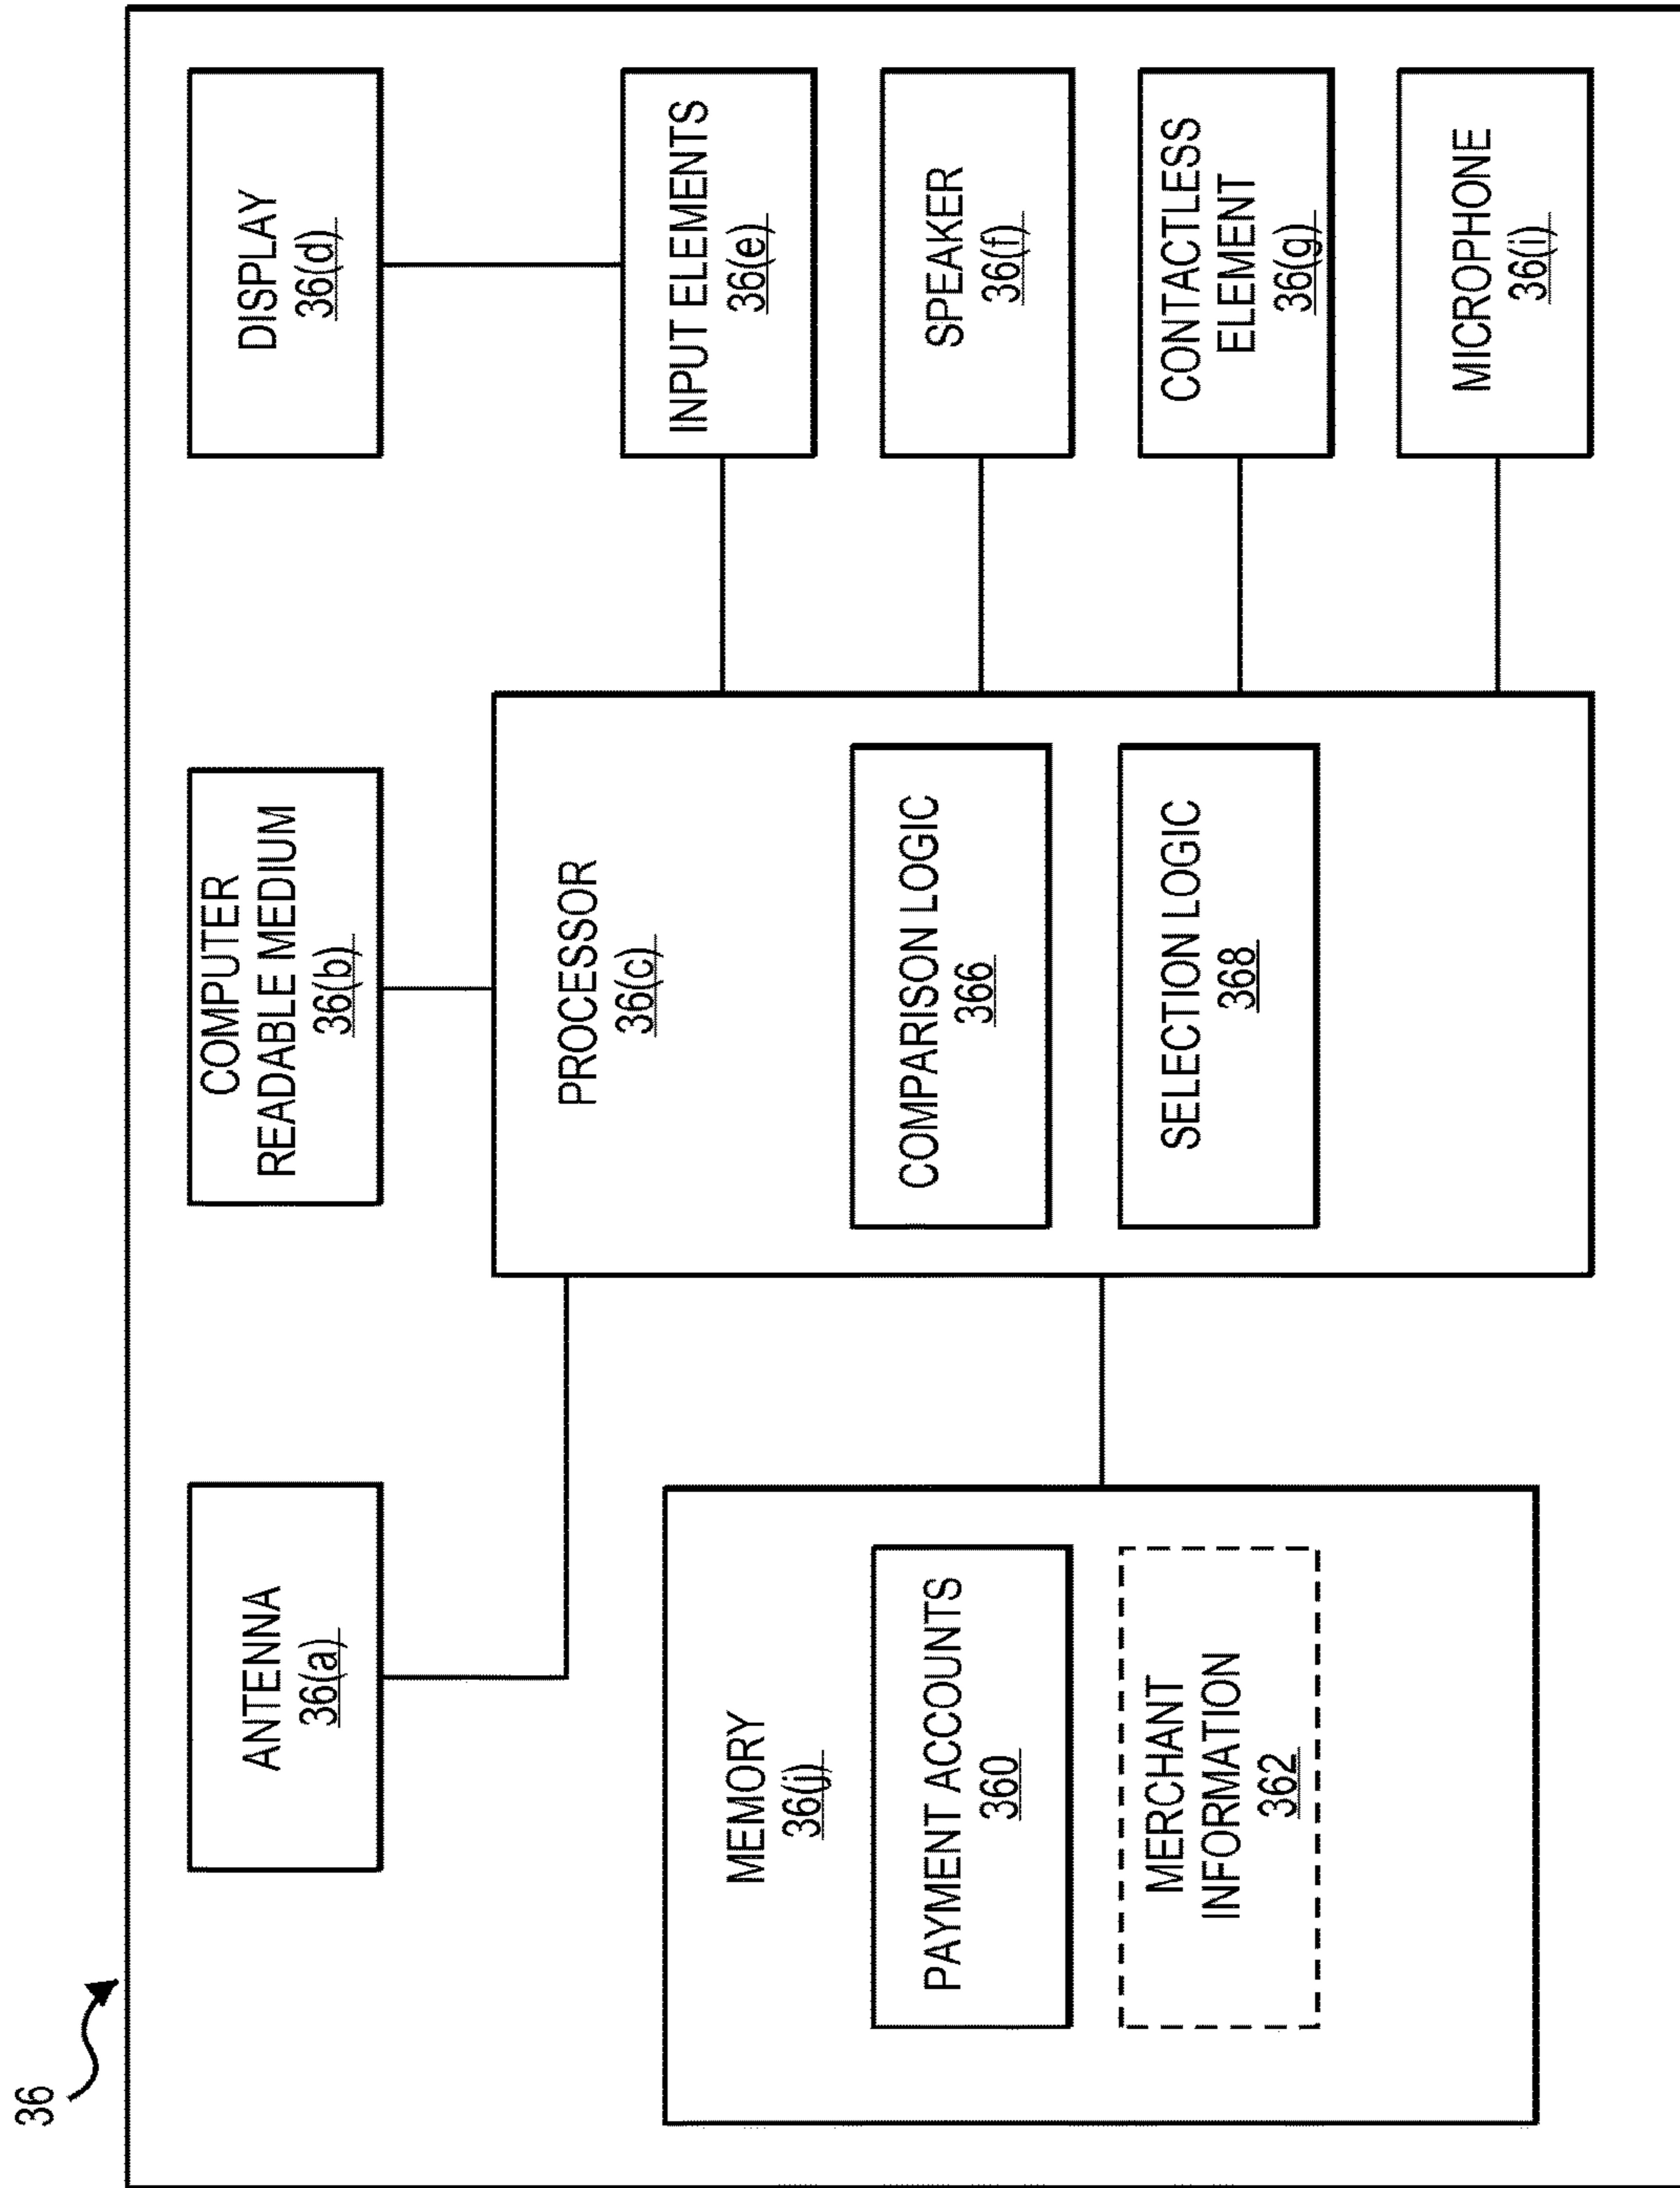 36
ANTENNA
36(a)
COMPUTER
READABLE MEDIUM
36(b)
DISPLAY
36(d)
MEMORY
36(j)
PAYMENT ACCOUNTS
360
MERCHANT
INFORMATION
362
PROCESSOR
36(c)
COMPARISON LOGIC
366
SELECTION LOGIC
368
INPUT ELEMENTS
36(e)
SPEAKER
36(f)
CONTACTLESS
ELEMENT
36(g)
MICROPHONE
36(i)